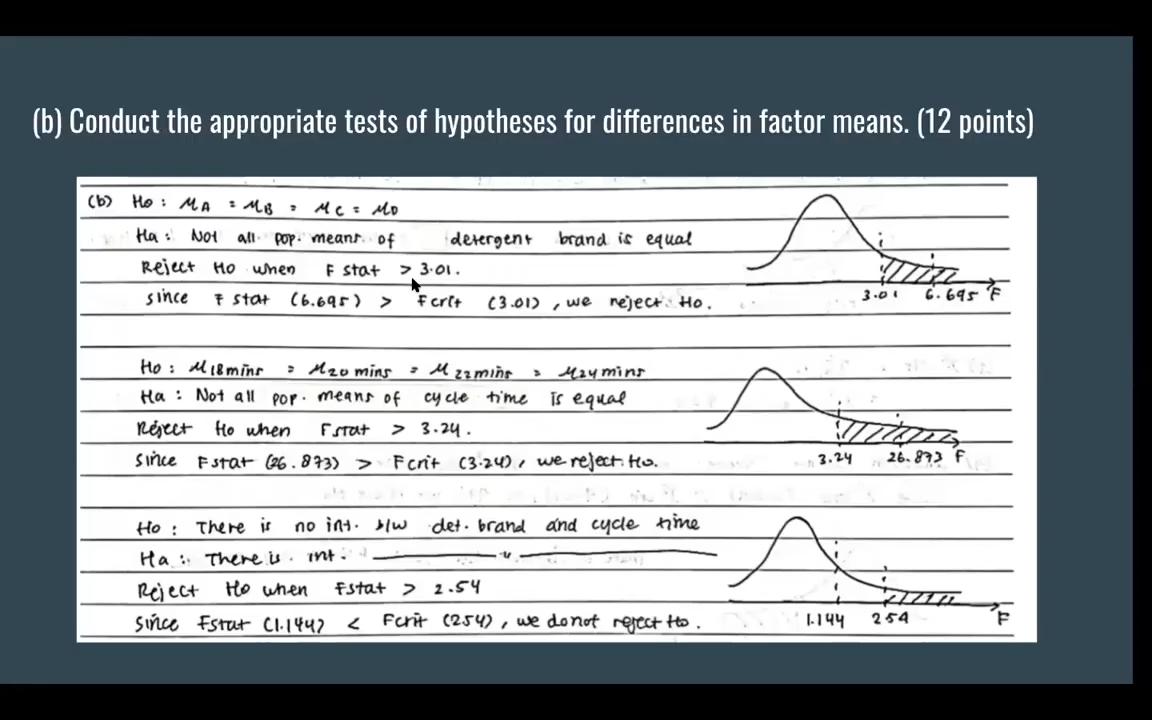 (b) Conduct the appropriate tests of hypotheses for differences in factor means. (12 points)
(b) Ho : μA = μB = μC = μD
Ha : Not all pop. means of detergent brand is equal
Reject Ho when F stat > 3.01.
since F stat (6.695) > Fcrit (3.01), we reject Ho.
3.01 6.695 F
Ho : μ18mins = μ20 mins = μ22mins = μ24mins
Ha : Not all pop. means of cycle time is equal
Reject Ho when Fstat > 3.24.
Since Fstat (26.873) > Fcrit (3.24), we reject Ho.
3.24 26.873 F
Ho : There is no int. b/w det. brand and cycle time
Ha : There is int. —— " ——
Reject Ho when Fstat > 2.54
Since Fstat (1.144) < Fcrit (2.54), we do not reject Ho.
1.144 2.54 F